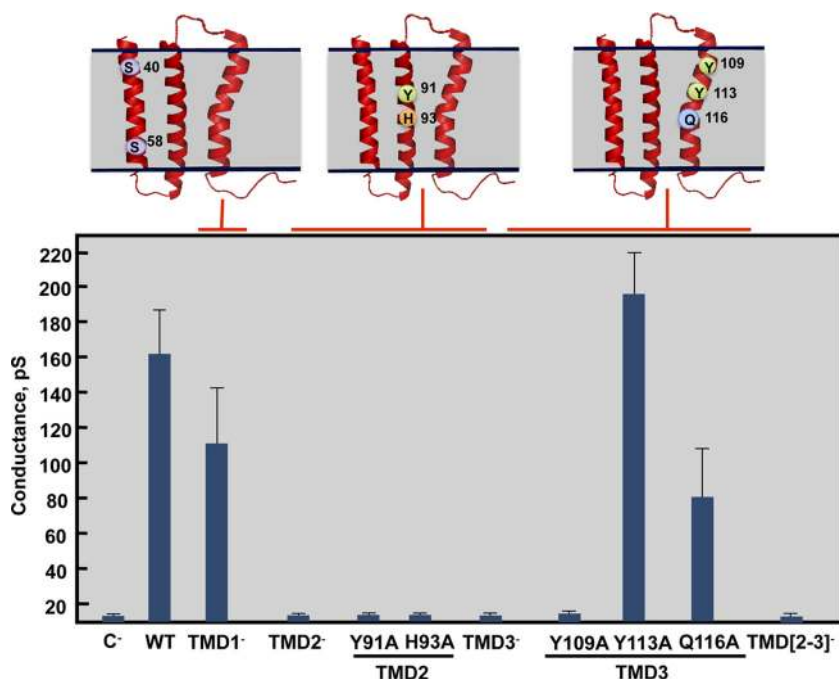 S 40
S 58
Y 91
H 93
Y 109
Y 113
Q 116
Conductance, pS
220
200
180
160
140
120
100
80
60
40
20
C- WT TMD1- TMD2- Y91A H93A TMD3- Y109A Y113A Q116A TMD[2-3]-
TMD2 TMD3